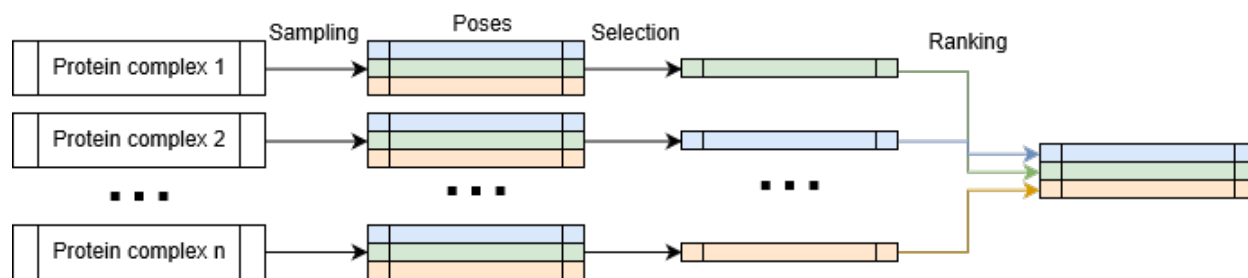 Sampling
Poses
Selection
Ranking
Protein complex 1
Protein complex 2
Protein complex n